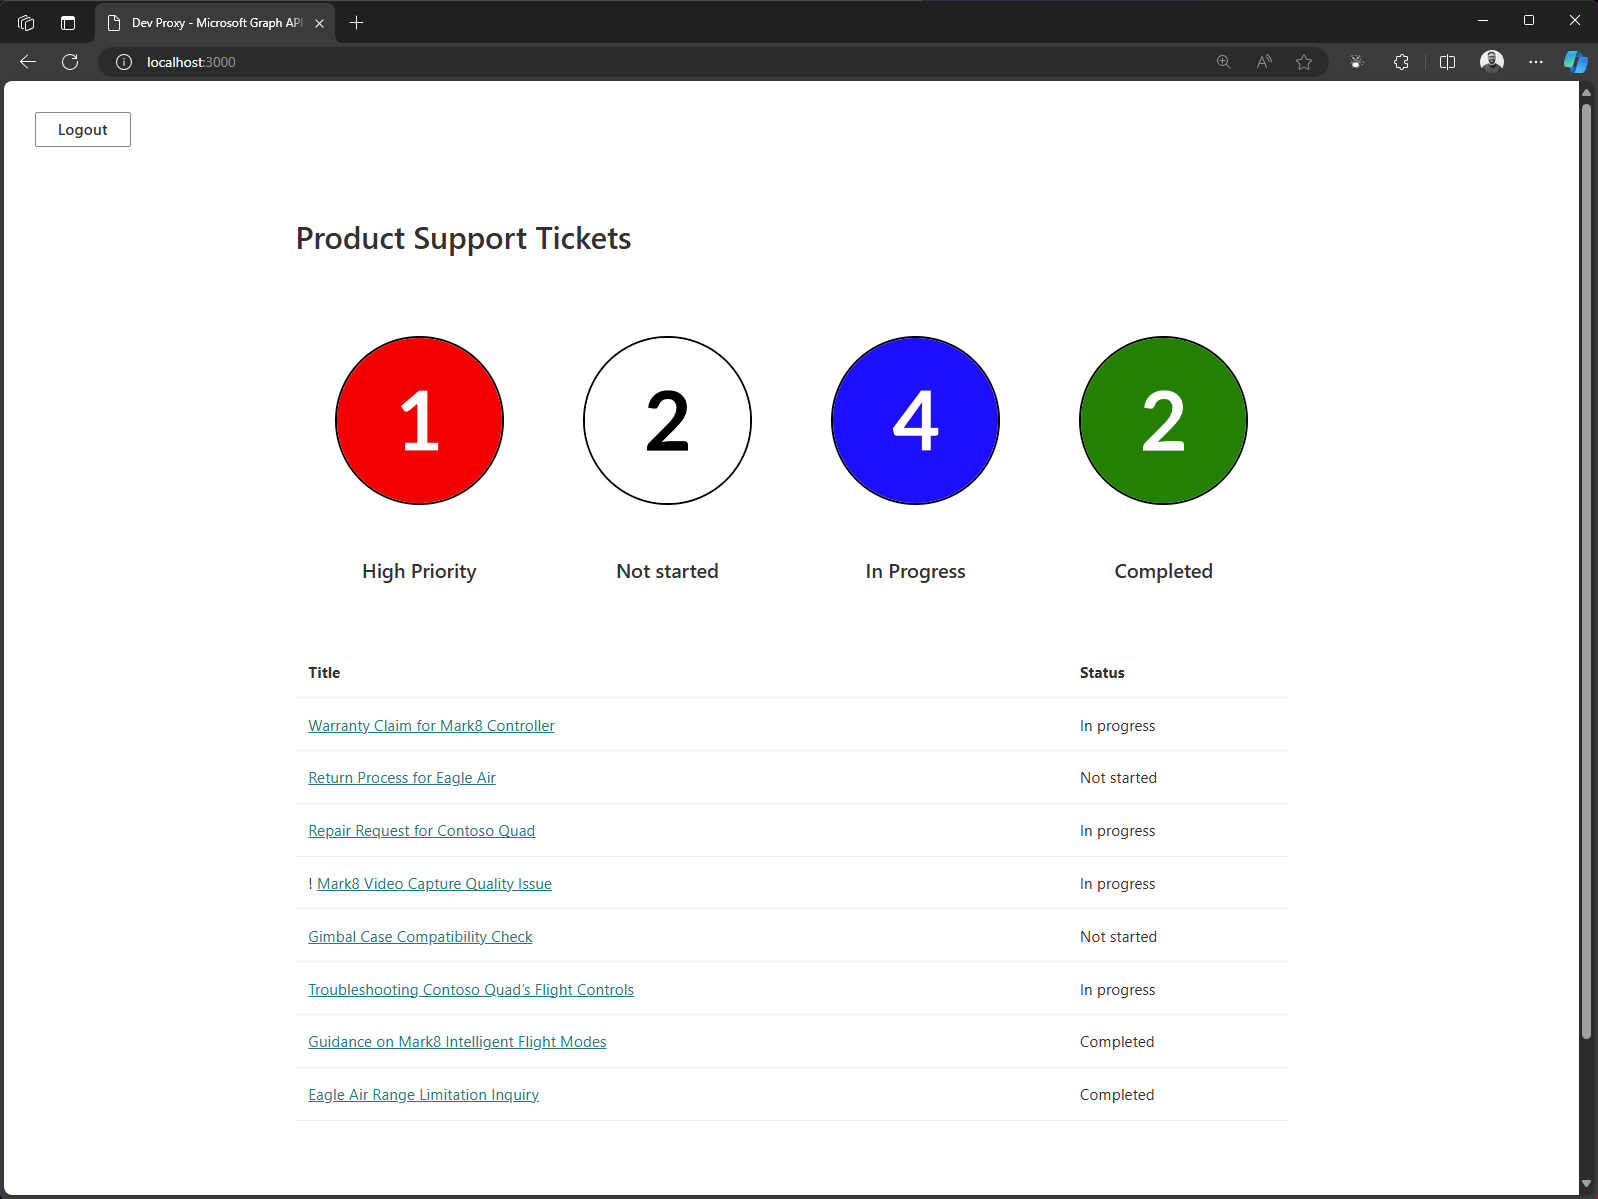 Dev Proxy - Microsoft Graph API
localhost:3000
Logout
Product Support Tickets
1 2 4 2
High Priority Not started In Progress Completed
Title Status
Warranty Claim for Mark8 Controller In progress
Return Process for Eagle Air Not started
Repair Request for Contoso Quad In progress
! Mark8 Video Capture Quality Issue In progress
Gimbal Case Compatibility Check Not started
Troubleshooting Contoso Quad’s Flight Controls In progress
Guidance on Mark8 Intelligent Flight Modes Completed
Eagle Air Range Limitation Inquiry Completed